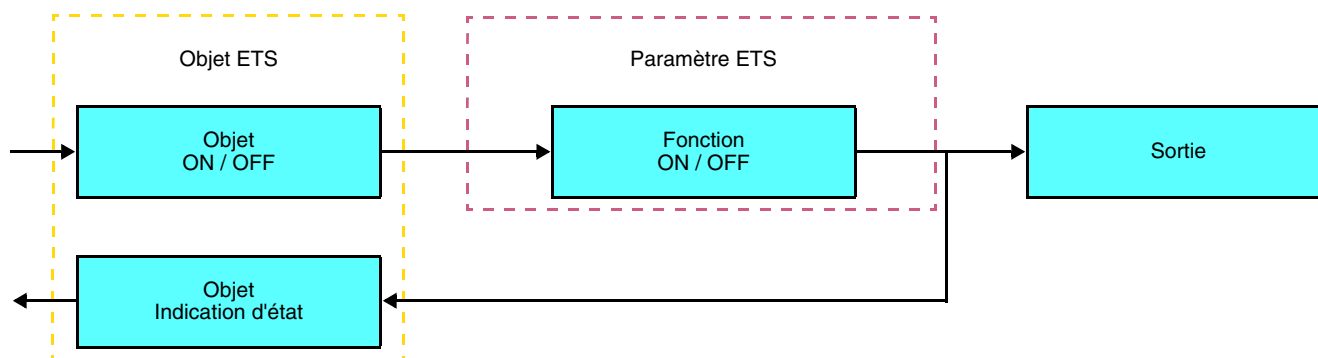 Objet ETS
Paramètre ETS
Objet
ON / OFF
Fonction
ON / OFF
Sortie
Objet
Indication d'état